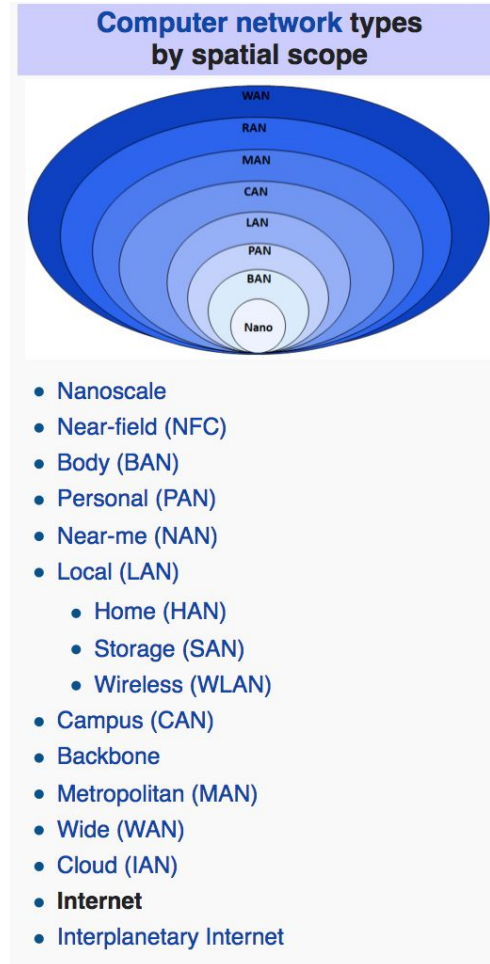 Computer network types
by spatial scope
WAN
RAN
MAN
CAN
LAN
PAN
BAN
Nano
Nanoscale
Near-field (NFC)
Body (BAN)
Personal (PAN)
Near-me (NAN)
Local (LAN)
Home (HAN)
Storage (SAN)
Wireless (WLAN)
Campus (CAN)
Backbone
Metropolitan (MAN)
Wide (WAN)
Cloud (IAN)
Internet
Interplanetary Internet